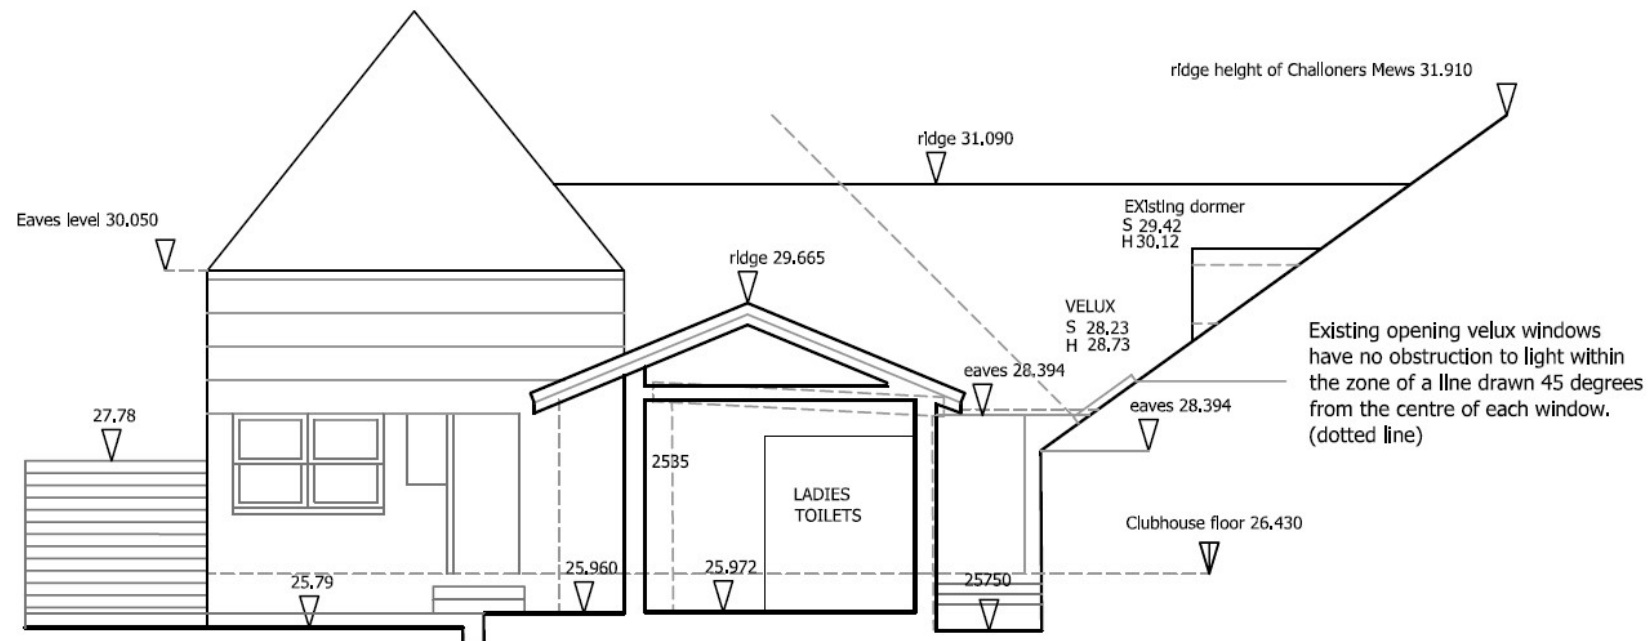 ridge height of Challoners Mews 31.910
ridge 31.090
Existing dormer
S 29.42
H 30.12
Eaves level 30.050
ridge 29.665
VELUX
S 28.23
H 28.73
Existing opening velux windows
have no obstruction to light within
the zone of a line drawn 45 degrees
from the centre of each window.
(dotted line)
eaves 28.394
eaves 28.394
27.78
2535
LADIES
TOILETS
Clubhouse floor 26.430
25.79
25.960
25.972
25750